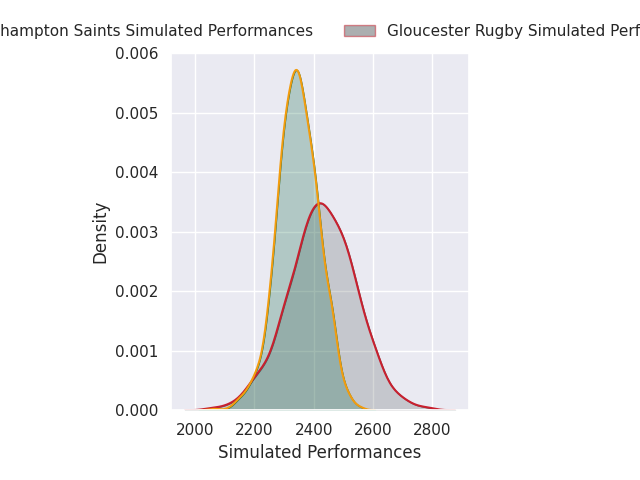 hampton Saints Simulated Performances
Gloucester Rugby Simulated Perf
0.006
0.005
0.004
0.003
0.002
0.001
0.000
Density
2000 2200 2400 2600 2800
Simulated Performances